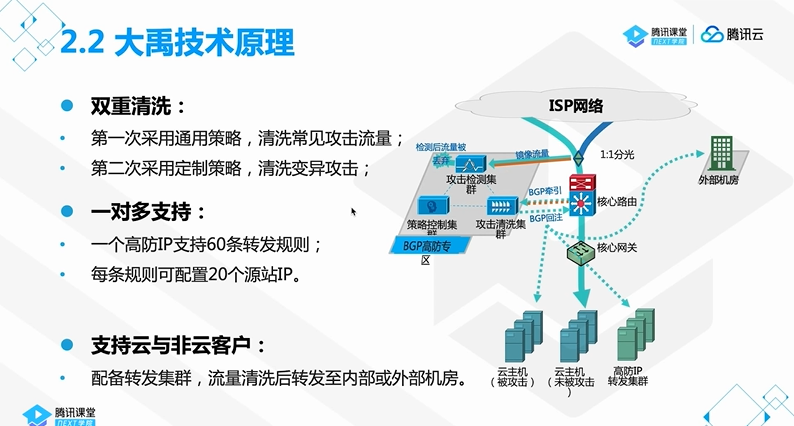 2.2 大禹技术原理
腾讯课堂
NEXT学院
腾讯云
双重清洗：
第一次采用通用策略，清洗常见攻击流量；
第二次采用定制策略，清洗变异攻击；
一对多支持：
一个高防IP支持60条转发规则；
每条规则可配置20个源站IP。
支持云与非云客户：
配备转发集群，流量清洗后转发至内部或外部机房。
ISP网络
检测后流量被
丢弃
镜像流量
1:1分光
攻击检测集
群
外部机房
BGP牵引
核心路由
策略控制集
群
攻击清洗集
群
BGP回注
BGP高防专
区
核心网关
云主机
（被攻击）
云主机
（未被攻击
）
高防IP
转发集群
腾讯课堂
NEXT学院